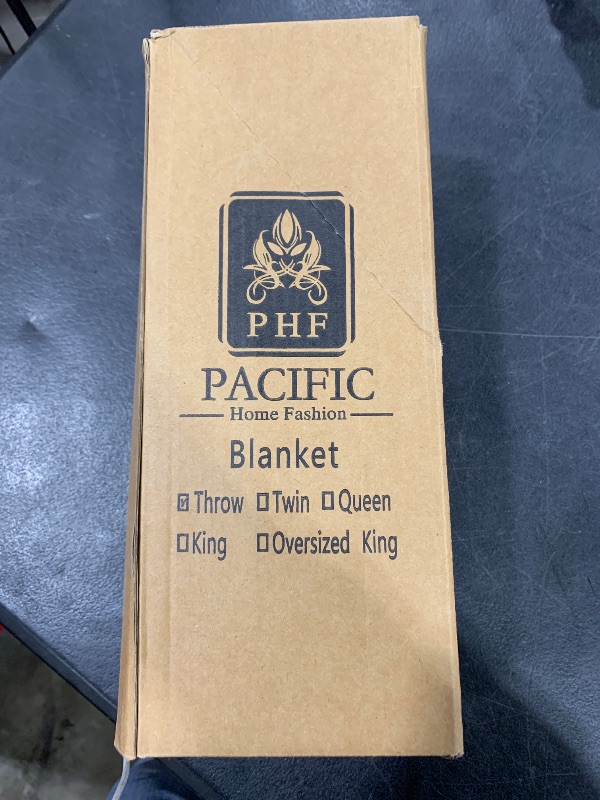 PHF
PACIFIC
Home Fashion
Blanket
☑Throw ☐Twin ☐Queen
☐King ☐Oversized King